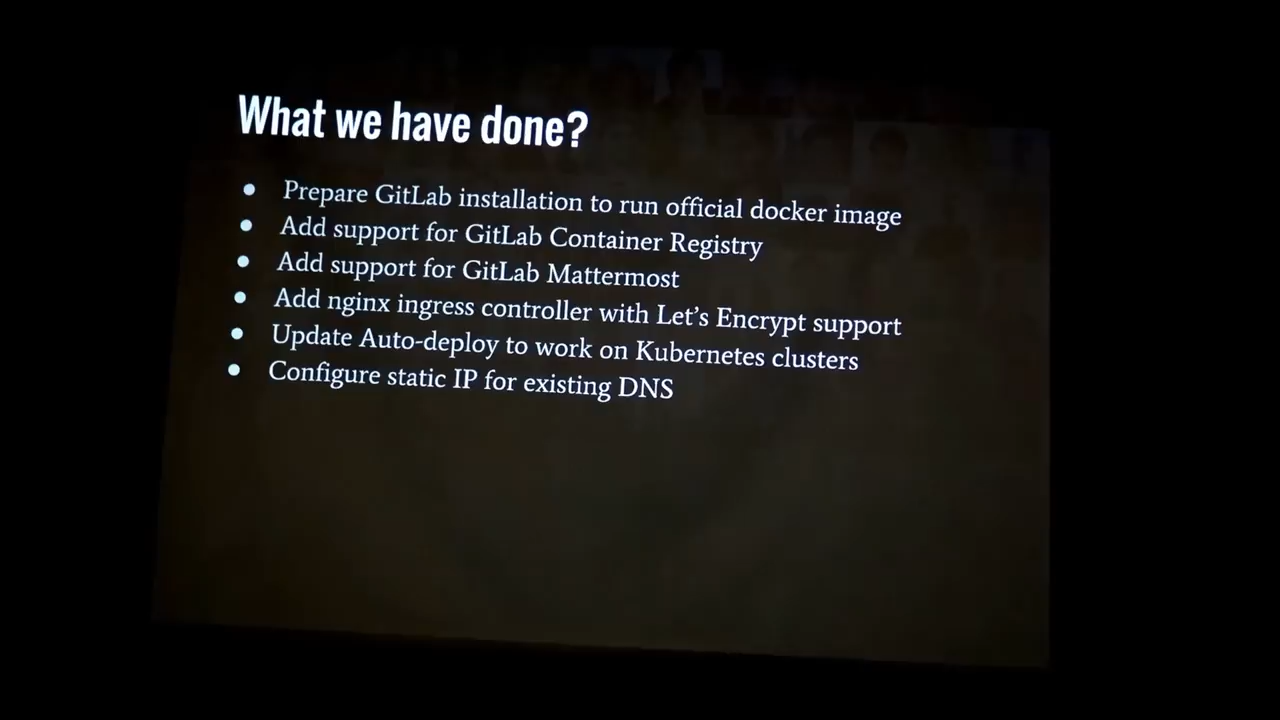 What we have done?
● Prepare GitLab installation to run official docker image
● Add support for GitLab Container Registry
● Add support for GitLab Mattermost
● Add nginx ingress controller with Let’s Encrypt support
● Update Auto-deploy to work on Kubernetes clusters
● Configure static IP for existing DNS